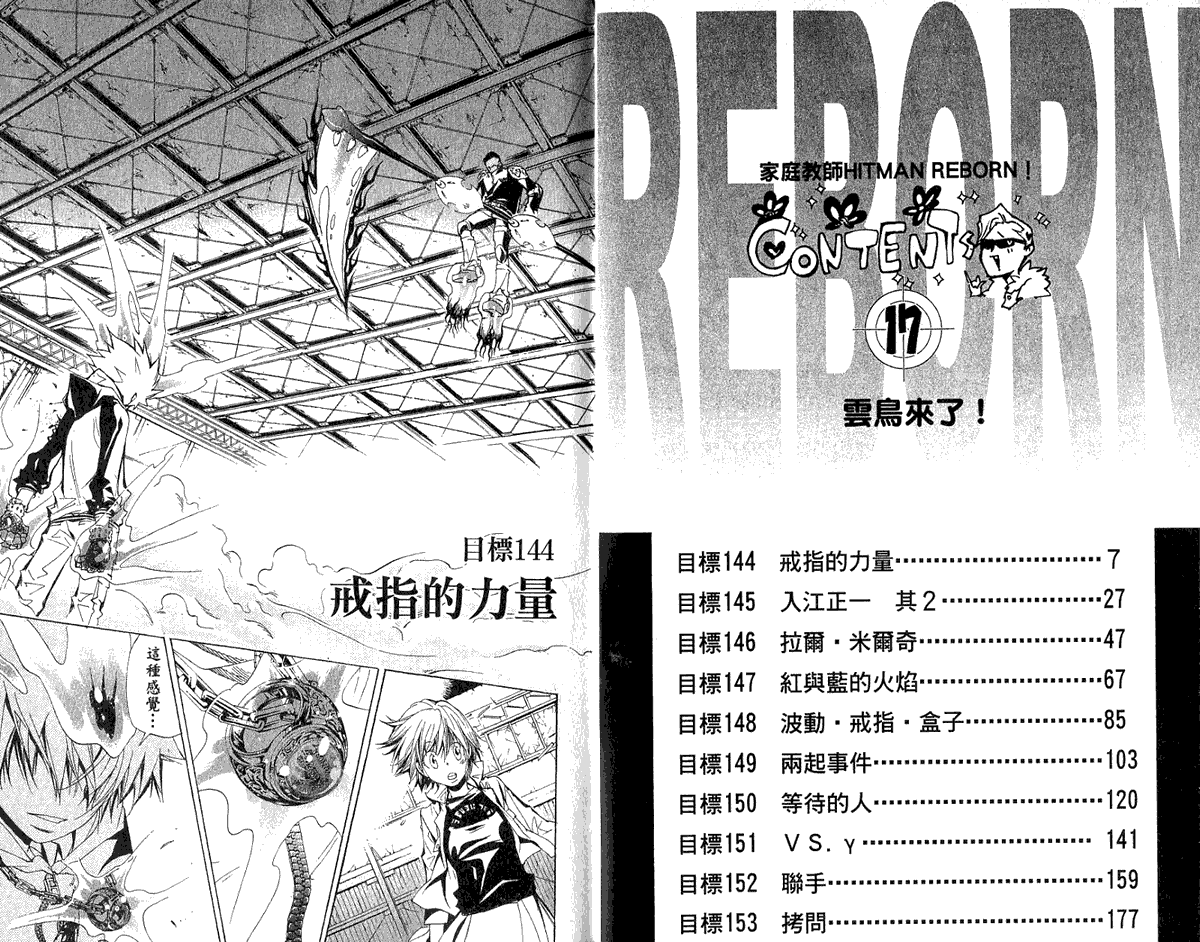 REBORN
家庭教師HITMAN REBORN！
CONTENTS
17
雲鳥來了！
目標144 戒指的力量 7
目標145 入江正一 其２ 27
目標146 拉爾・米爾奇 47
目標147 紅與藍的火焰 67
目標148 波動・戒指・盒子 85
目標149 兩起事件 103
目標150 等待的人 120
目標151 ＶＳ．γ 141
目標152 聯手 159
目標153 拷問 177
目標144
戒指的力量
這種感覺…